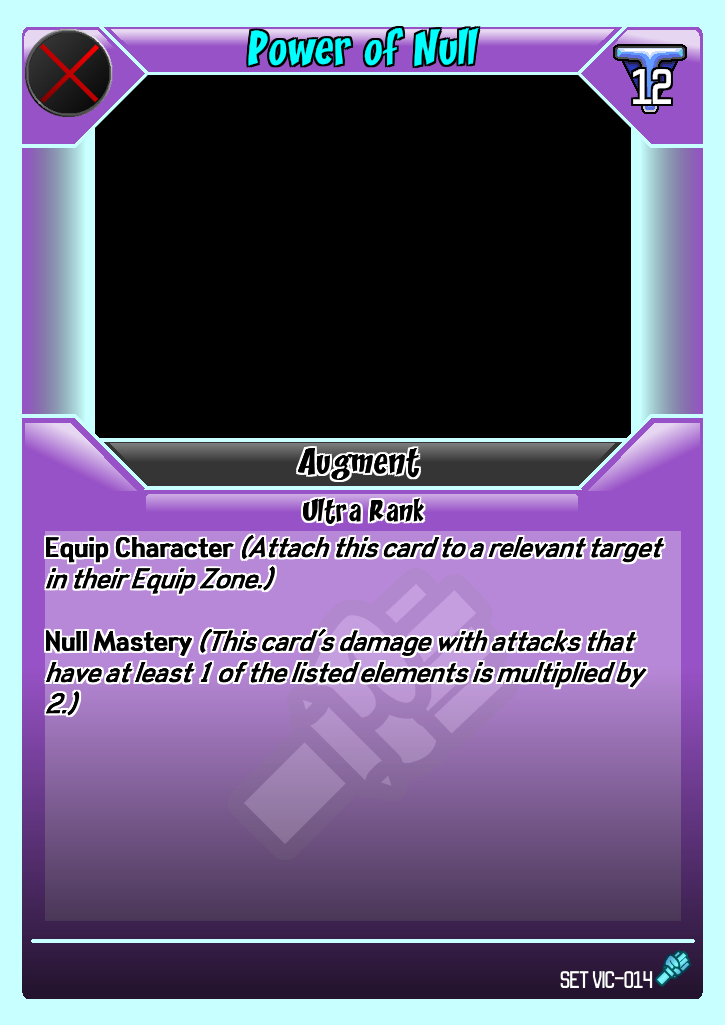 Power of Null
12
Augment
Ultra Rank
Equip Character (Attach this card to a relevant target
in their Equip Zone.)
Null Mastery (This card's damage with attacks that
have at least 1 of the listed elements is multiplied by
2.)
SET VIC-014